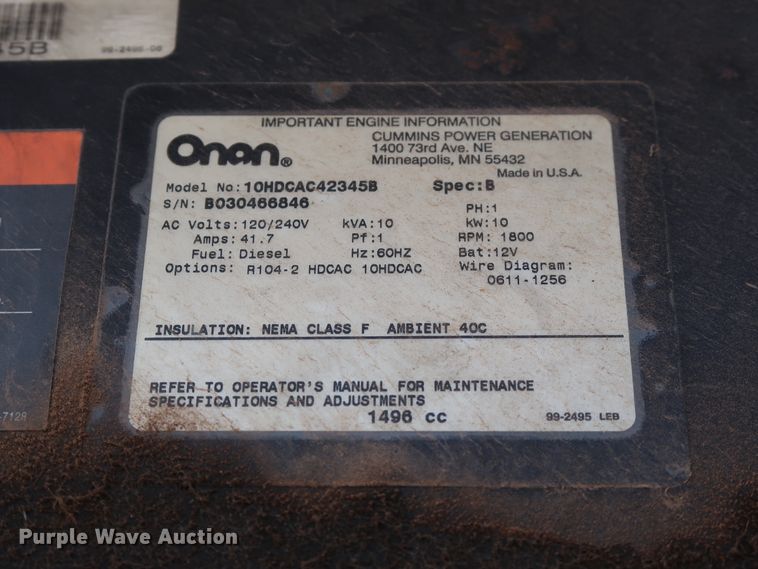 45B
99-2495-06
IMPORTANT ENGINE INFORMATION
Onan®
CUMMINS POWER GENERATION
1400 73rd Ave. NE
Minneapolis, MN 55432
Made in U.S.A.
Model No: 10HDCAC42345B Spec: B
S/N: B030466846
PH: 1
AC Volts: 120/240V kVA: 10 kW: 10
Amps: 41.7 Pf: 1 RPM: 1800
Fuel: Diesel Hz: 60HZ Bat: 12V
Options: R104-2 HDCAC 10HDCAC Wire Diagram:
0611-1256
INSULATION: NEMA CLASS F AMBIENT 40C
REFER TO OPERATOR'S MANUAL FOR MAINTENANCE
SPECIFICATIONS AND ADJUSTMENTS
1496 cc
99-2495 LEB
-7128
Purple Wave Auction